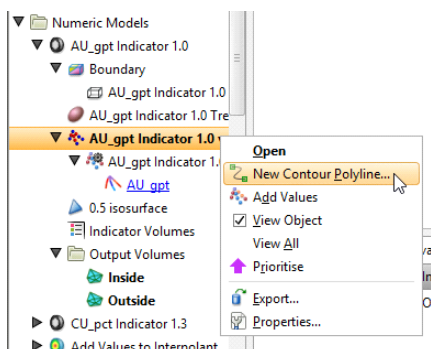 Numeric Models
AU_gpt Indicator 1.0
Boundary
AU_gpt Indicator 1.0
AU_gpt Indicator 1.0 Tre
AU_gpt Indicator 1.0
AU_gpt Indicator 1.
AU_gpt
0.5 isosurface
Indicator Volumes
Output Volumes
Inside
Outside
CU_pct Indicator 1.3
Add Values to Interpolant
Open
New Contour Polyline...
Add Values
View Object
View All
Prioritise
Export...
Properties...